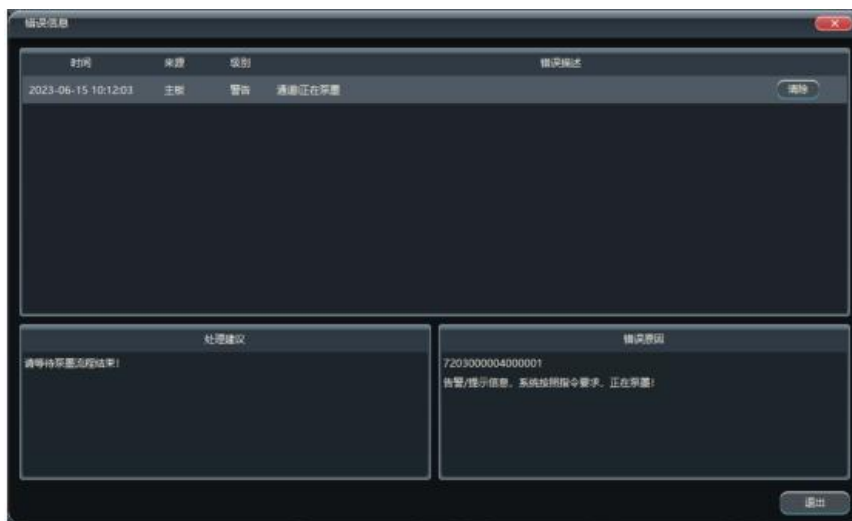 错误信息
时间 来源 级别 错误描述
2023-06-15 10:12:03 主板 警告 通道I正在泵墨 清除
处理建议
请等待泵墨流程结束!
错误原因
7203000004000001
告警/提示信息,系统按照指令要求,正在泵墨!
退出